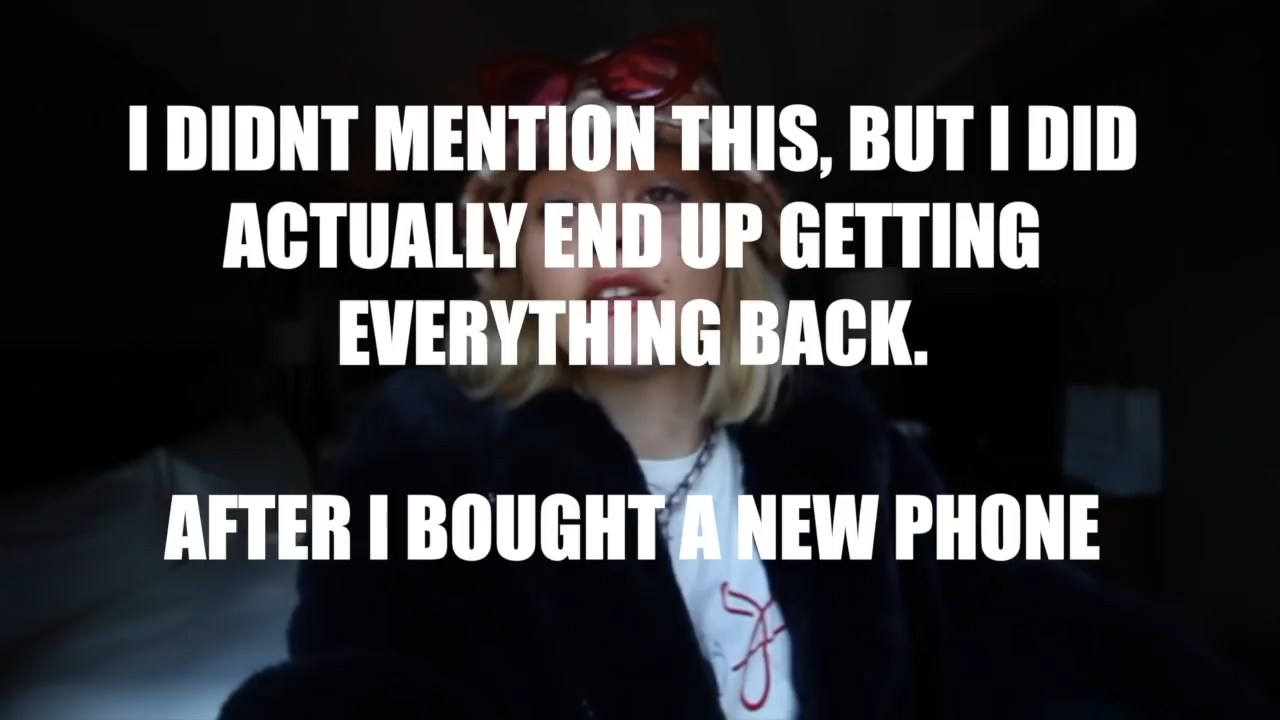 I DIDNT MENTION THIS, BUT I DID
ACTUALLY END UP GETTING
EVERYTHING BACK.
AFTER I BOUGHT A NEW PHONE